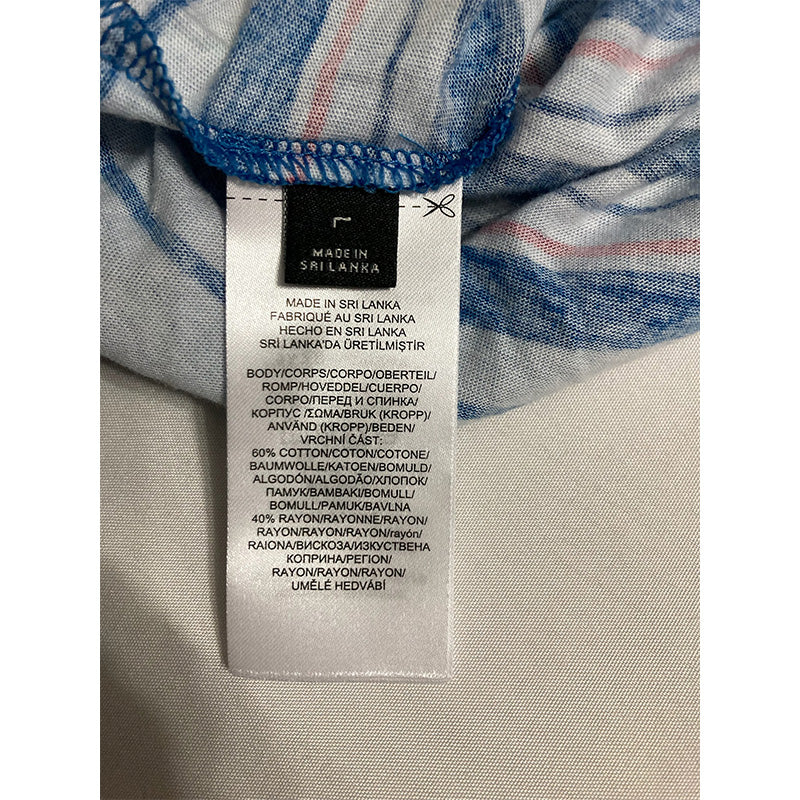 L
MADE IN
SRI LANKA
MADE IN SRI LANKA
FABRIQUÉ AU SRI LANKA
HECHO EN SRI LANKA
SRİ LANKA'DA ÜRETİLMİŞTİR
BODY/CORPS/CORPO/OBERTEIL/
ROMP/HOVEDDEL/CUERPO/
CORPO/ПЕРЕД И СПИНКА/
КОРПУС /ΣΩΜΑ/BRUK (KROPP)/
ANVÄND (KROPP)/BEDEN/
VRCHNÍ ČÁST:
60% COTTON/COTON/COTONE/
BAUMWOLLE/KATOEN/BOMULD/
ALGODÓN/ALGODÃO/ХЛОПОК/
ПАМУК/BAMBAKI/BOMULL/
BOMULL/PAMUK/BAVLNA
40% RAYON/RAYONNE/RAYON/
RAYON/RAYON/RAYON/rayón/
RAIONA/ВИСКОЗА/ИЗКУСТВЕНА
КОПРИНА/ΡΕΓΙΟΝ/
RAYON/RAYON/RAYON/
UMĚLÉ HEDVÁBÍ